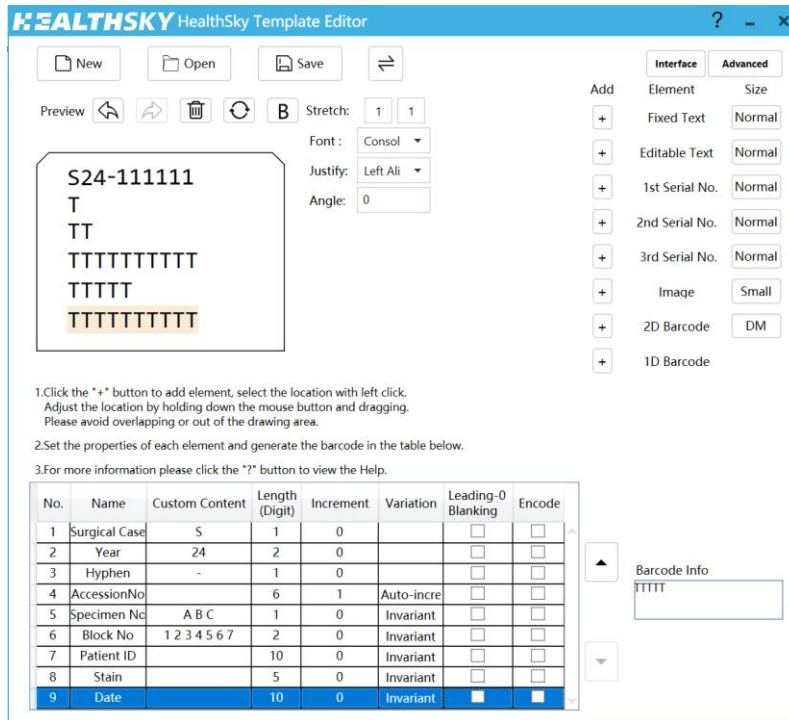 HEALTHSKY HealthSky Template Editor ? – ×
New Open Save Interface Advanced
Add Element Size
Preview B Stretch: 1 1
+ Fixed Text Normal
Font : Consol
+ Editable Text Normal
Justify: Left Ali
+ 1st Serial No. Normal
Angle: 0
+ 2nd Serial No. Normal
+ 3rd Serial No. Normal
+ Image Small
+ 2D Barcode DM
+ 1D Barcode
S24-111111
T
TT
TTTTTTTTTT
TTTTT
TTTTTTTTTT
1.Click the "+" button to add element, select the location with left click.
Adjust the location by holding down the mouse button and dragging.
Please avoid overlapping or out of the drawing area.
2.Set the properties of each element and generate the barcode in the table below.
3.For more information please click the "?" button to view the Help.
No. Name Custom Content Length (Digit) Increment Variation Leading-0 Blanking Encode
1 Surgical Case S 1 0
2 Year 24 2 0
3 Hyphen - 1 0
4 AccessionNo 6 1 Auto-incre
5 Specimen No A B C 1 0 Invariant
6 Block No 1 2 3 4 5 6 7 2 0 Invariant
7 Patient ID 10 0 Invariant
8 Stain 5 0 Invariant
9 Date 10 0 Invariant
Barcode Info
TTTTT